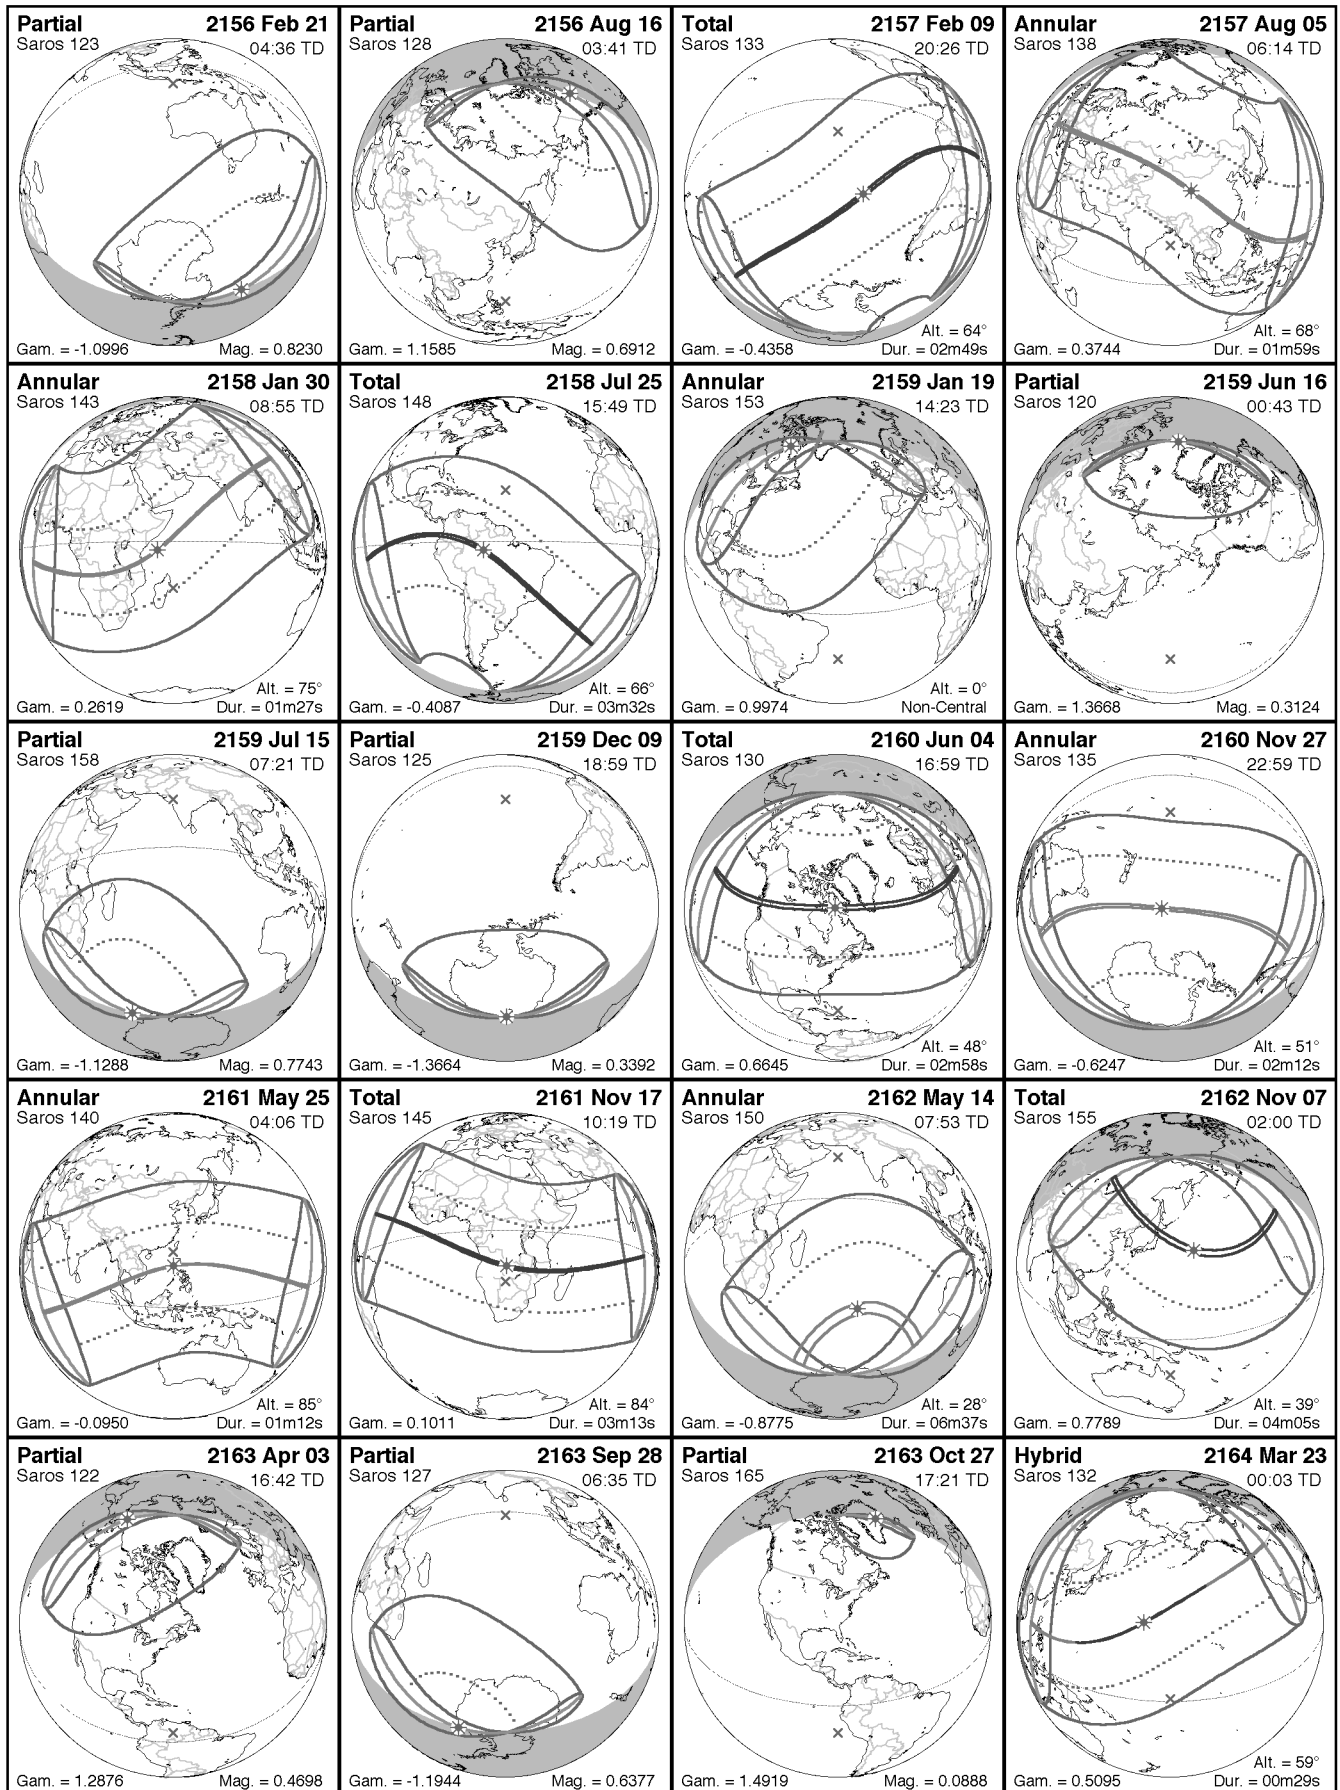 Partial 2156 Feb 21
Saros 123 04:36 TD
Gam. = -1.0996 Mag. = 0.8230
Partial 2156 Aug 16
Saros 128 03:41 TD
Gam. = 1.1585 Mag. = 0.6912
Total 2157 Feb 09
Saros 133 20:26 TD
Alt. = 64°
Gam. = -0.4358 Dur. = 02m49s
Annular 2157 Aug 05
Saros 138 06:14 TD
Alt. = 68°
Gam. = 0.3744 Dur. = 01m59s
Annular 2158 Jan 30
Saros 143 08:55 TD
Alt. = 75°
Gam. = 0.2619 Dur. = 01m27s
Total 2158 Jul 25
Saros 148 15:49 TD
Alt. = 66°
Gam. = -0.4087 Dur. = 03m32s
Annular 2159 Jan 19
Saros 153 14:23 TD
Alt. = 0°
Gam. = 0.9974 Non-Central
Partial 2159 Jun 16
Saros 120 00:43 TD
Gam. = 1.3668 Mag. = 0.3124
Partial 2159 Jul 15
Saros 158 07:21 TD
Gam. = -1.1288 Mag. = 0.7743
Partial 2159 Dec 09
Saros 125 18:59 TD
Gam. = -1.3664 Mag. = 0.3392
Total 2160 Jun 04
Saros 130 16:59 TD
Alt. = 48°
Gam. = 0.6645 Dur. = 02m58s
Annular 2160 Nov 27
Saros 135 22:59 TD
Alt. = 51°
Gam. = -0.6247 Dur. = 02m12s
Annular 2161 May 25
Saros 140 04:06 TD
Alt. = 85°
Gam. = -0.0950 Dur. = 01m12s
Total 2161 Nov 17
Saros 145 10:19 TD
Alt. = 84°
Gam. = 0.1011 Dur. = 03m13s
Annular 2162 May 14
Saros 150 07:53 TD
Alt. = 28°
Gam. = -0.8775 Dur. = 06m37s
Total 2162 Nov 07
Saros 155 02:00 TD
Alt. = 39°
Gam. = 0.7789 Dur. = 04m05s
Partial 2163 Apr 03
Saros 122 16:42 TD
Gam. = 1.2876 Mag. = 0.4698
Partial 2163 Sep 28
Saros 127 06:35 TD
Gam. = -1.1944 Mag. = 0.6377
Partial 2163 Oct 27
Saros 165 17:21 TD
Gam. = 1.4919 Mag. = 0.0888
Hybrid 2164 Mar 23
Saros 132 00:03 TD
Alt. = 59°
Gam. = 0.5095 Dur. = 00m29s